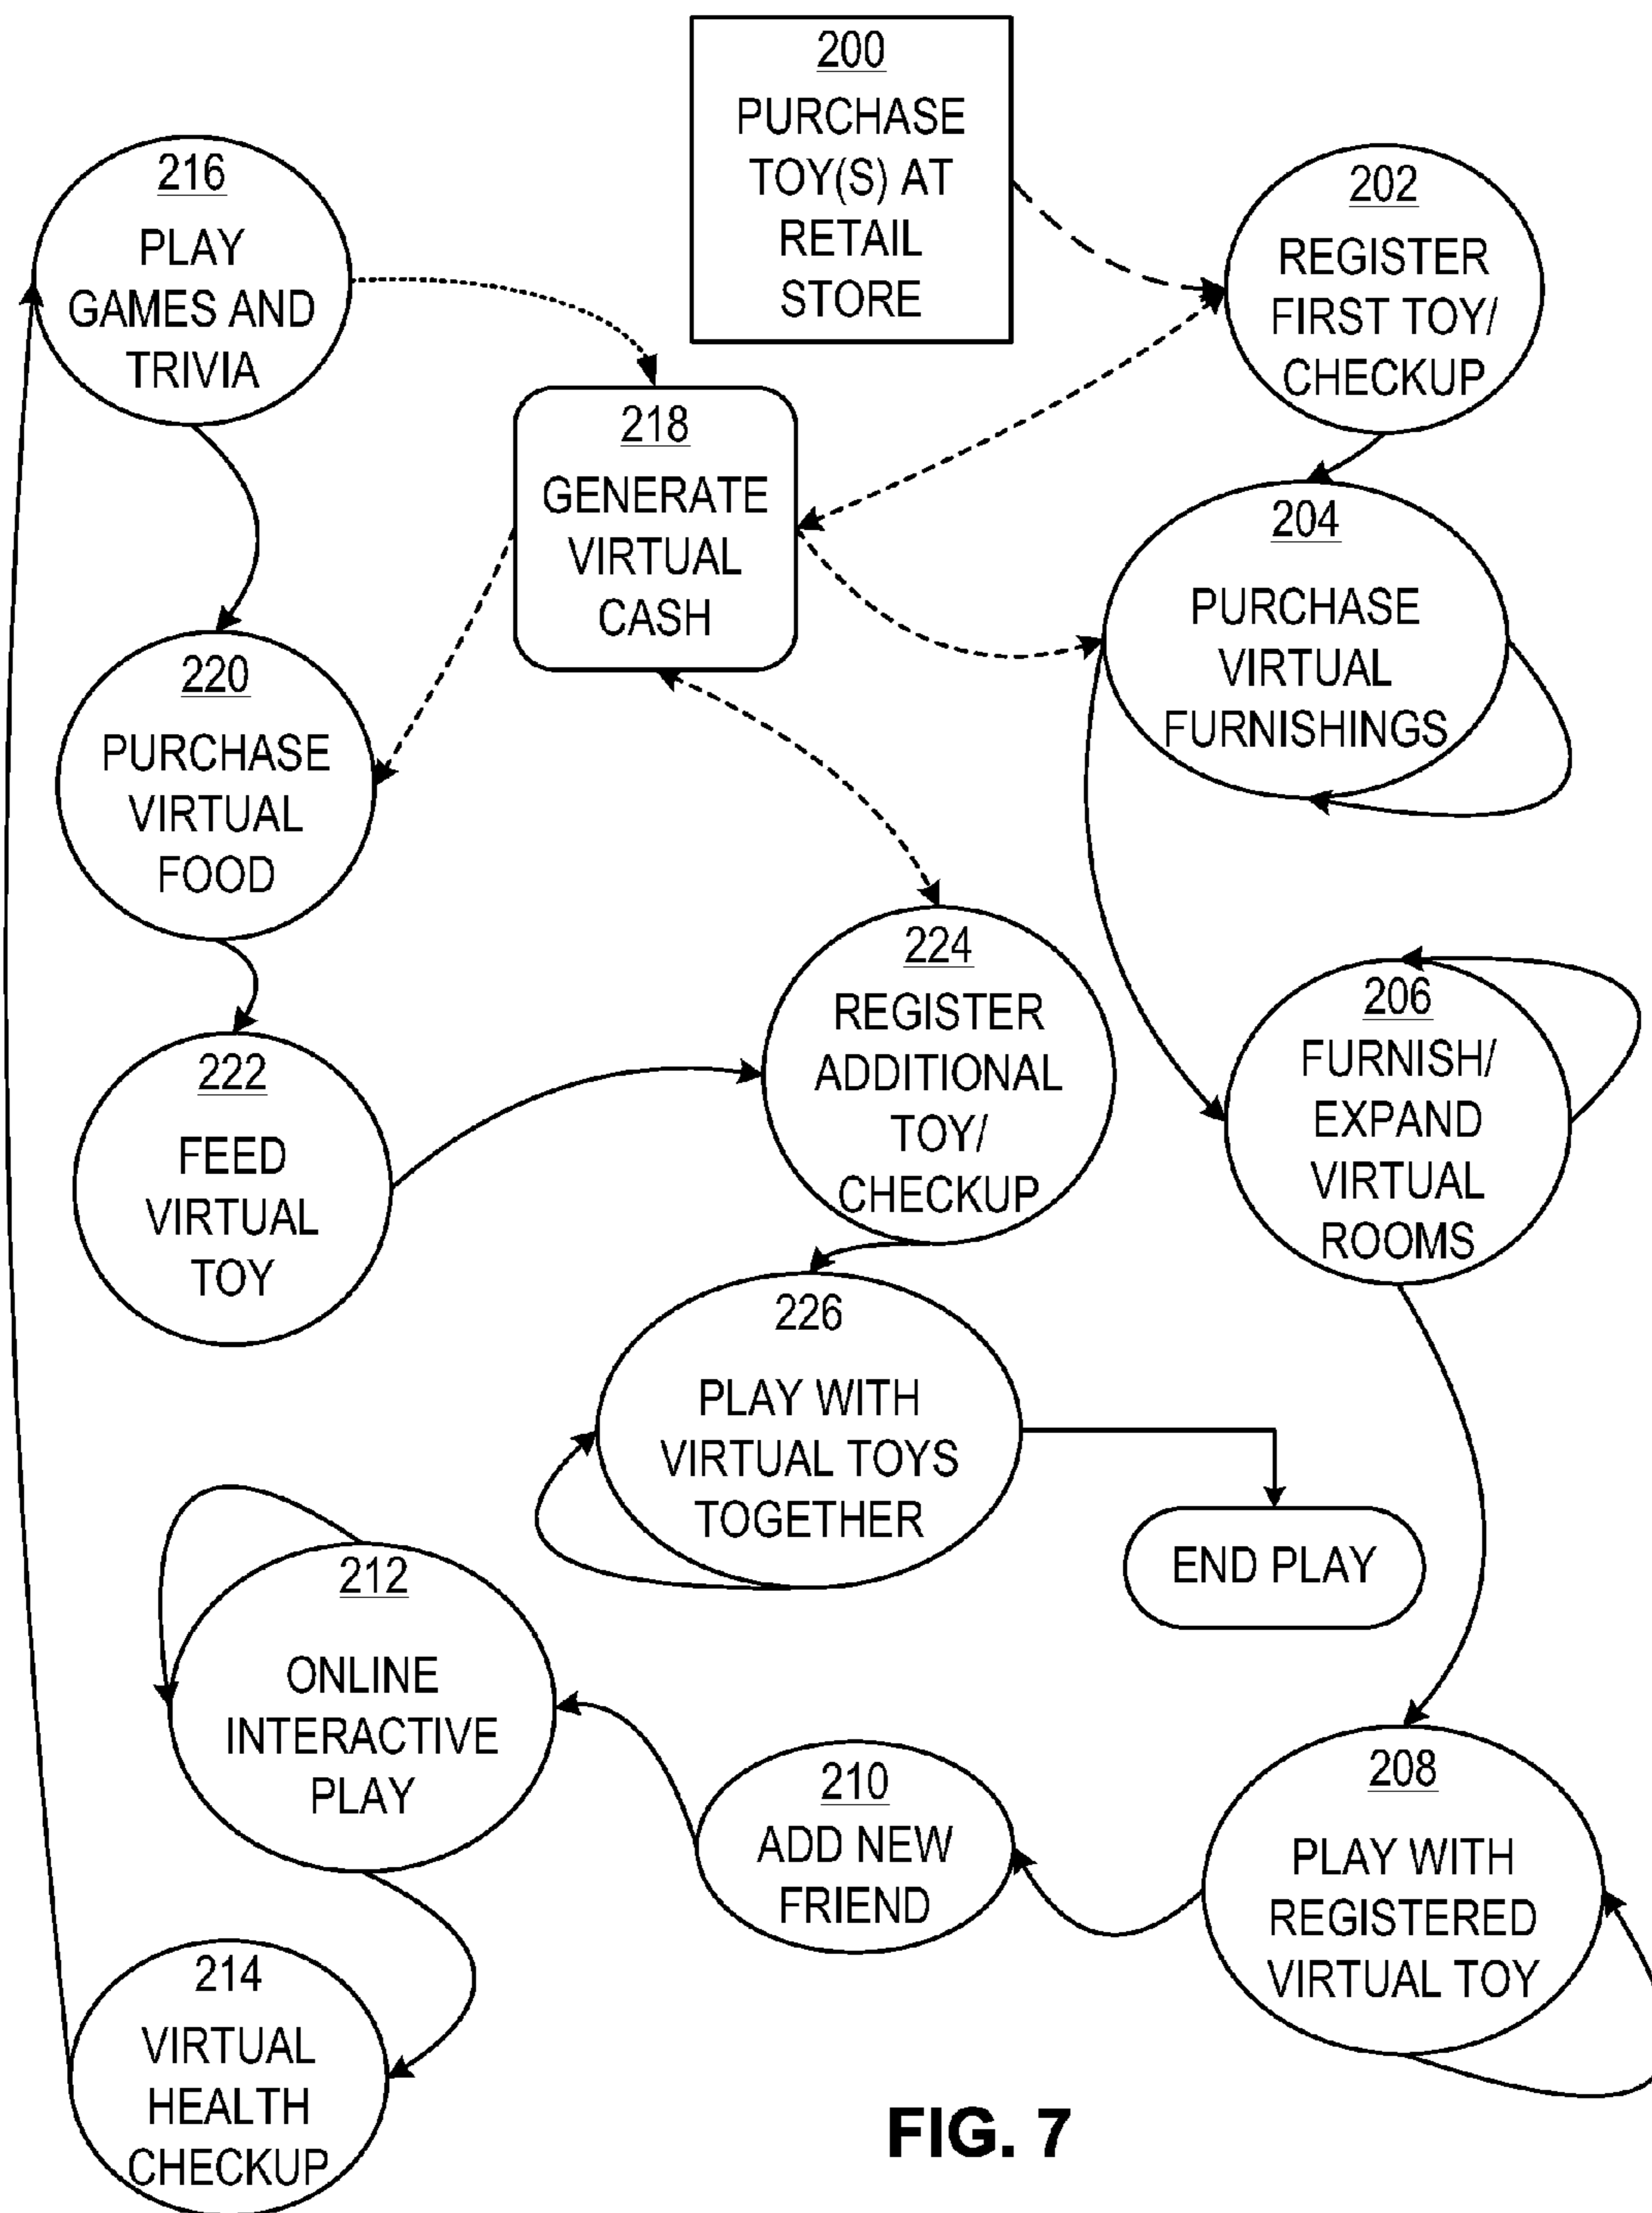 200
PURCHASE
TOY(S) AT
RETAIL
STORE
216
PLAY
GAMES AND
TRIVIA
202
REGISTER
FIRST TOY/
CHECKUP
218
GENERATE
VIRTUAL
CASH
204
PURCHASE
VIRTUAL
FURNISHINGS
220
PURCHASE
VIRTUAL
FOOD
224
REGISTER
ADDITIONAL
TOY/
CHECKUP
206
FURNISH/
EXPAND
VIRTUAL
ROOMS
222
FEED
VIRTUAL
TOY
226
PLAY WITH
VIRTUAL TOYS
TOGETHER
END PLAY
212
ONLINE
INTERACTIVE
PLAY
210
ADD NEW
FRIEND
208
PLAY WITH
REGISTERED
VIRTUAL TOY
214
VIRTUAL
HEALTH
CHECKUP
FIG. 7